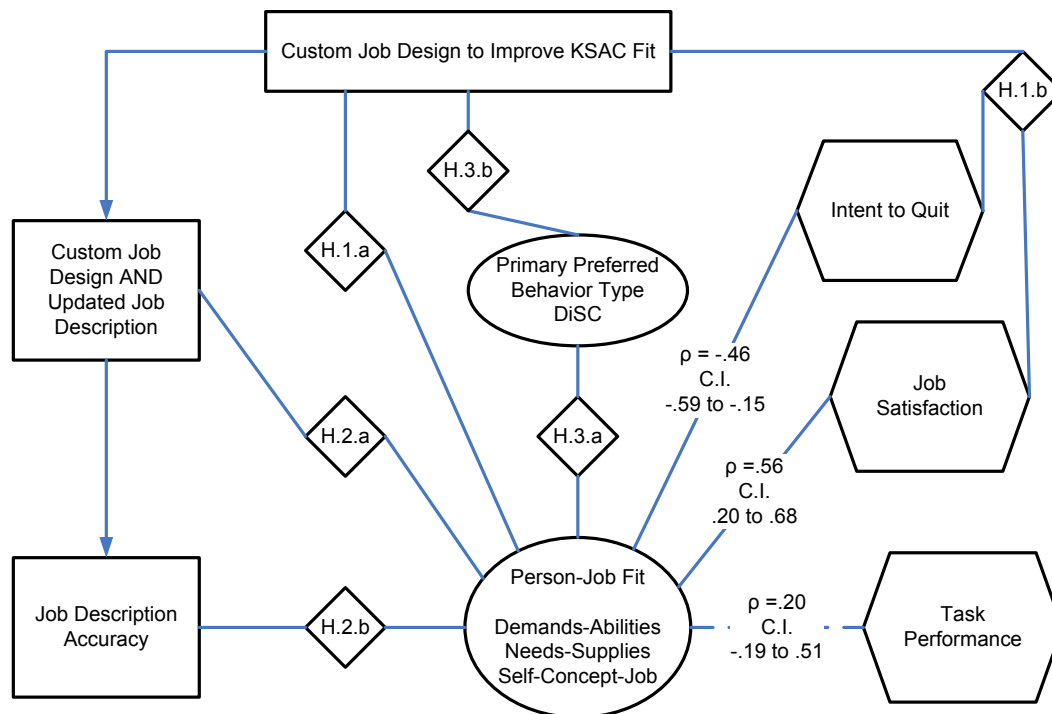 Custom Job Design to Improve KSAC Fit
H.1.b
H.3.b
Intent to Quit
H.1.a
Custom Job
Design AND
Updated Job
Description
Primary Preferred
Behavior Type
DiSC
ρ = -.46
C.I.
-.59 to -.15
Job
Satisfaction
H.2.a
H.3.a
ρ =.56
C.I.
.20 to .68
Job Description
Accuracy
H.2.b
Person-Job Fit
Demands-Abilities
Needs-Supplies
Self-Concept-Job
ρ =.20
C.I.
-.19 to .51
Task
Performance